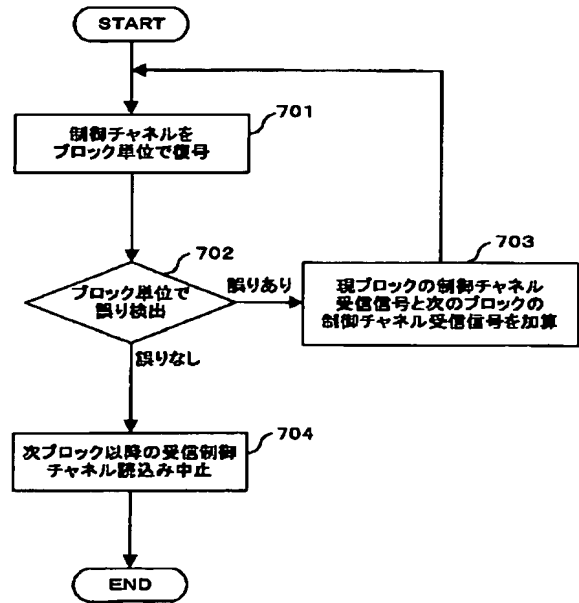 START
701
制御チャネルを
ブロック単位で復号
702
ブロック単位で
誤り検出
誤りあり
703
現ブロックの制御チャネル
受信信号と次のブロックの
制御チャネル受信信号を加算
誤りなし
704
次ブロック以降の受信制御
チャネル読込み中止
END